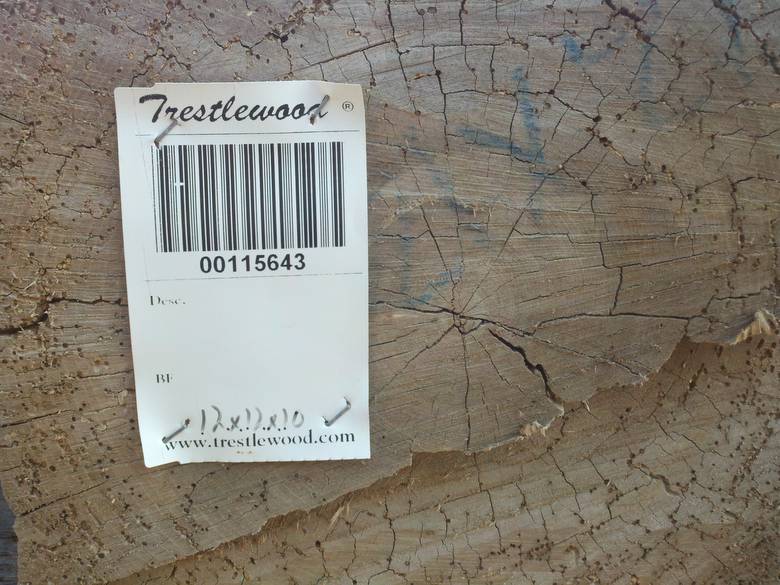 Trestlewood ®
00115643
Desc.
BF
12x12x10
www.trestlewood.com